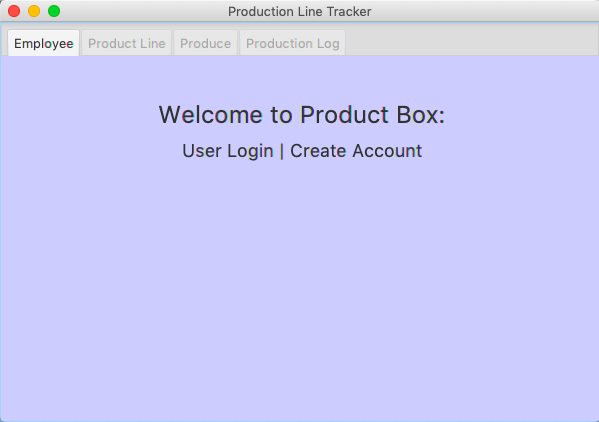 Production Line Tracker
Employee Product Line Produce Production Log
Welcome to Product Box:
User Login | Create Account